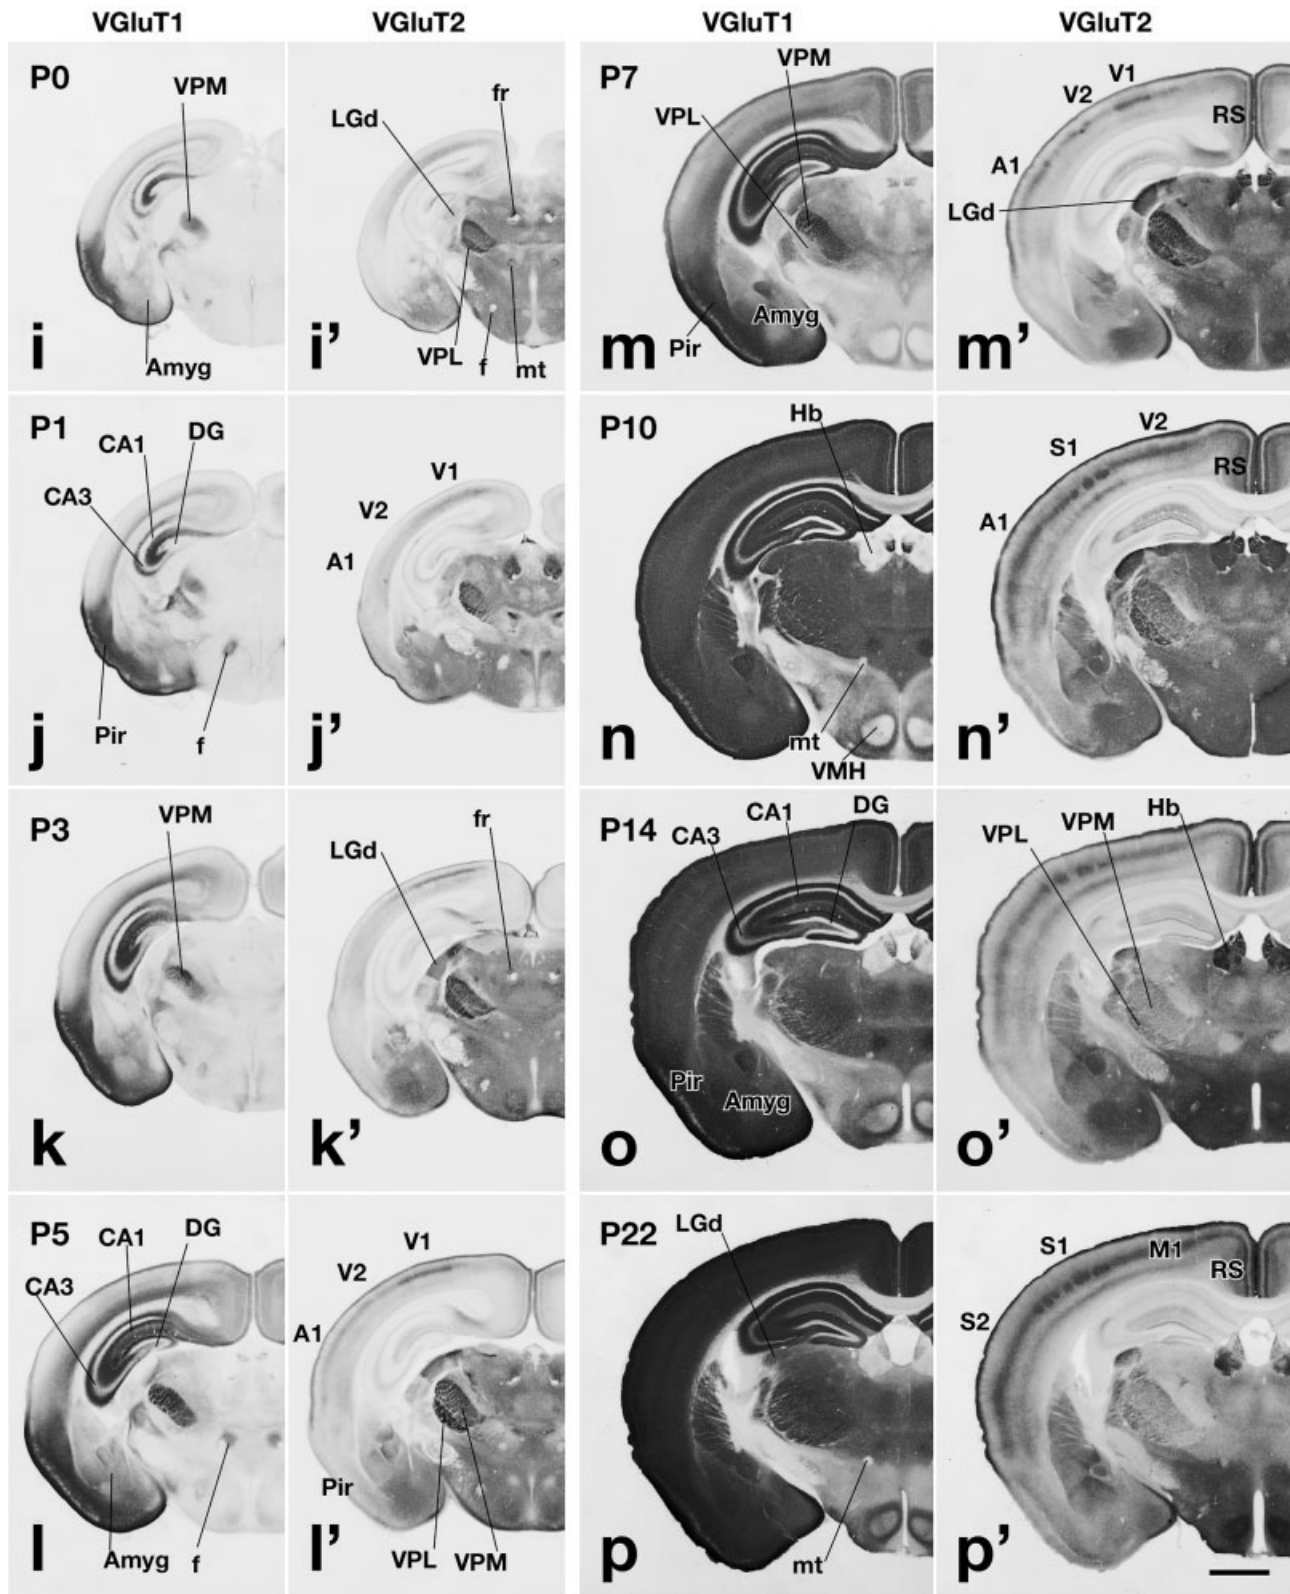 VGluT1 VGluT2 VGluT1 VGluT2
P0
VPM
Amyg
i
LGd
fr
VPL
f
mt
i’
P7
VPM
VPL
Amyg
Pir
m
V1
V2
RS
A1
LGd
m’
P1
CA1
DG
CA3
Pir
f
j
V1
V2
A1
j’
P10
Hb
mt
VMH
n
V2
S1
RS
A1
n’
P3
VPM
k
fr
LGd
k’
P14
DG
CA1
CA3
Pir
Amyg
o
Hb
VPM
VPL
o’
P5
DG
CA1
CA3
Amyg
f
l
V1
V2
A1
Pir
VPL
VPM
l’
P22
LGd
mt
p
S1
M1
RS
S2
p’